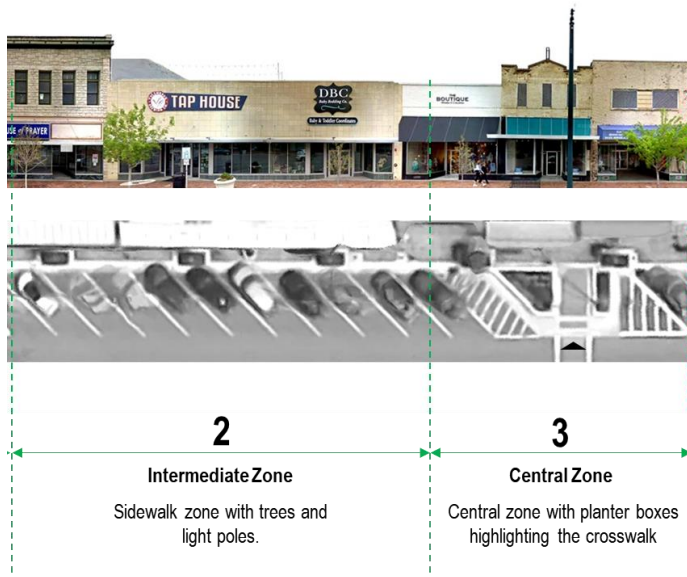 USE of PRAYER
TAP HOUSE
DBC
Baby Bedding Co.
Baby & Toddler Coordinates
THE
BOUTIQUE
2
3
Intermediate Zone
Central Zone
Sidewalk zone with trees and
light poles.
Central zone with planter boxes
highlighting the crosswalk